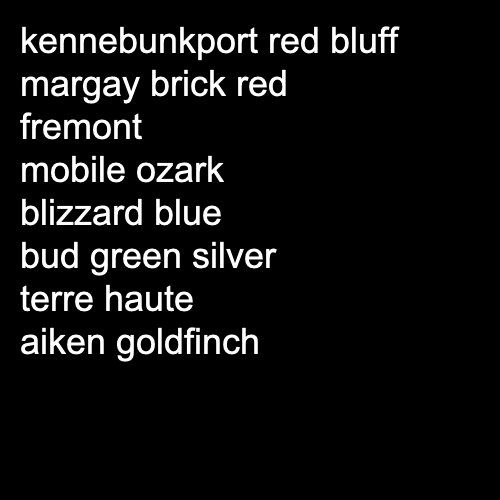 kennebunkport red bluff
margay brick red
fremont
mobile ozark
blizzard blue
bud green silver
terre haute
aiken goldfinch